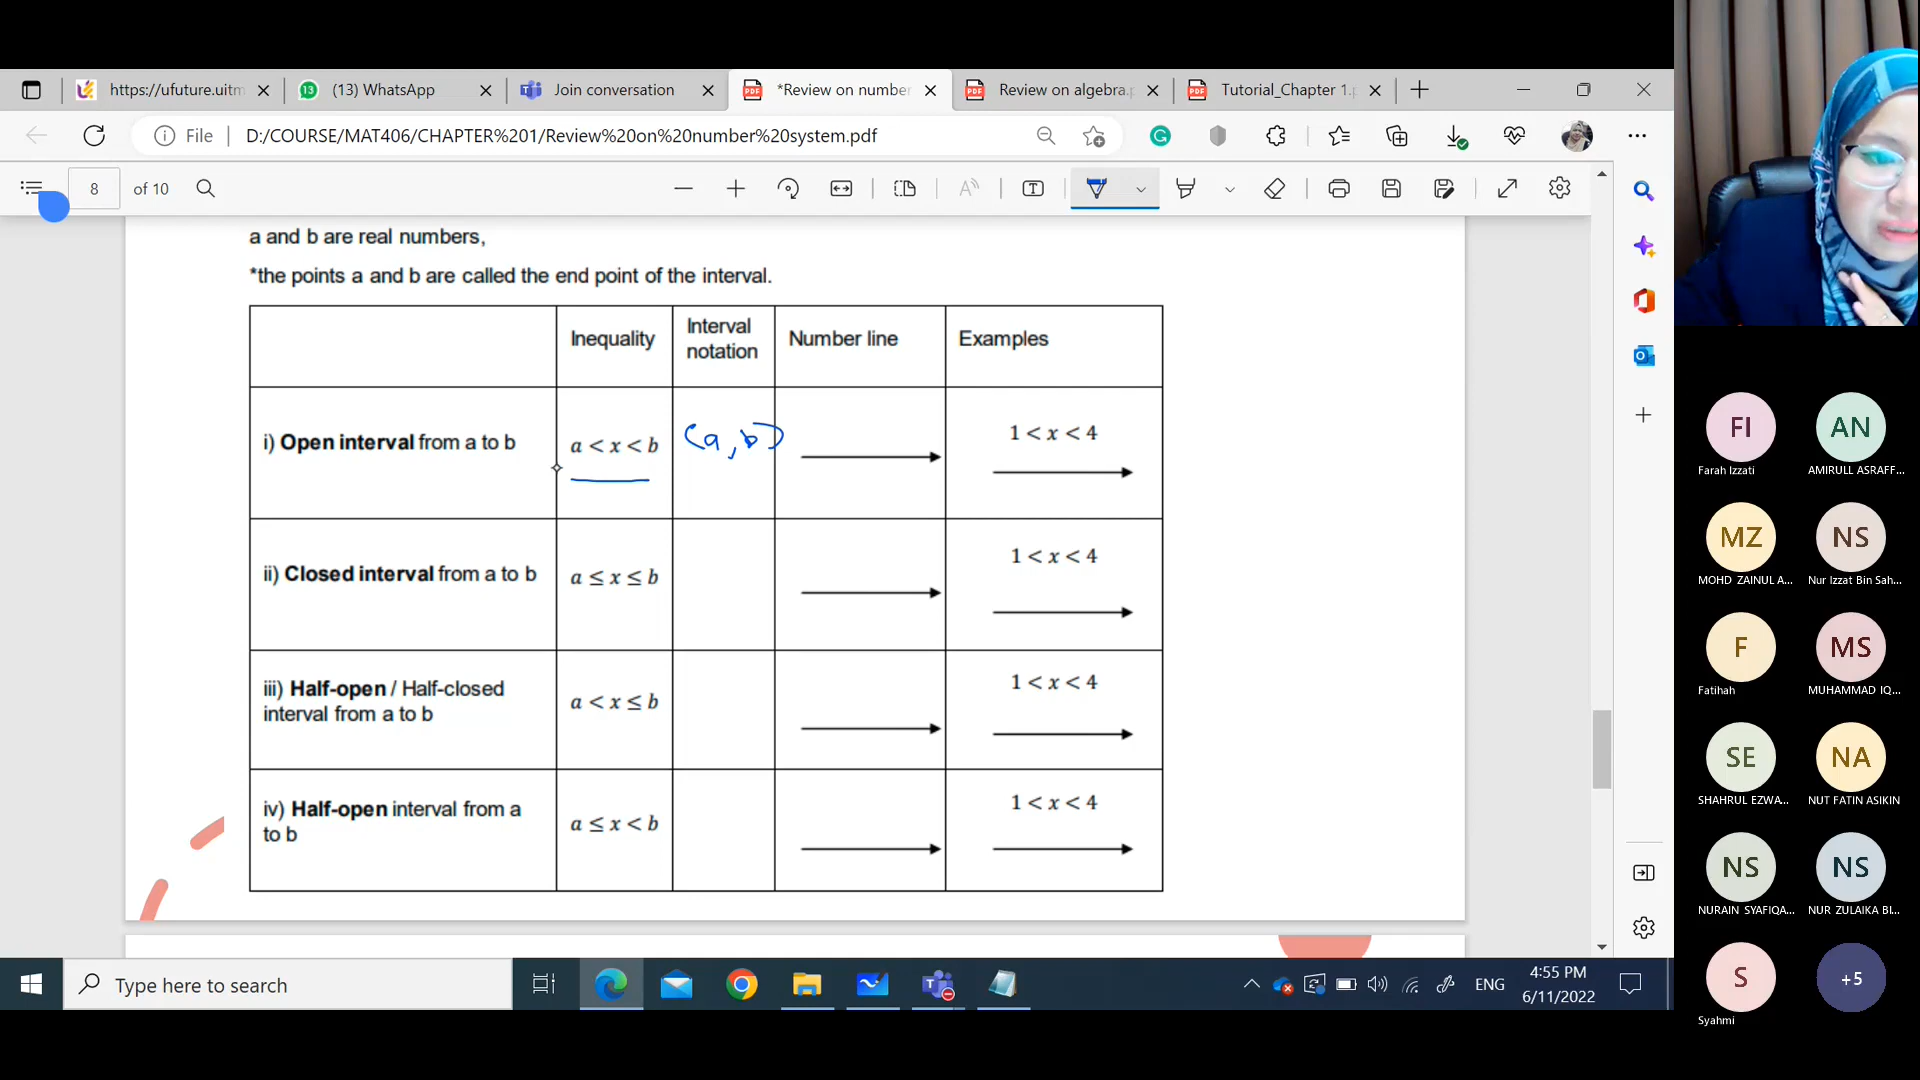 https://ufuture.uitm
(13) WhatsApp
Join conversation
*Review on number
Review on algebra.p
Tutorial_Chapter 1.p
File
D:/COURSE/MAT406/CHAPTER%201/Review%20on%20number%20system.pdf
8 of 10
a and b are real numbers,
*the points a and b are called the end point of the interval.
Inequality
Interval notation
Number line
Examples
i) Open interval from a to b
a < x < b
(a, b)
1 < x < 4
ii) Closed interval from a to b
a ≤ x ≤ b
1 < x < 4
iii) Half-open / Half-closed
interval from a to b
a < x ≤ b
1 < x < 4
iv) Half-open interval from a
to b
a ≤ x < b
1 < x < 4
Type here to search
ENG
4:55 PM
6/11/2022
FI
Farah Izzati
AN
AMIRULL ASRAFF...
MZ
MOHD ZAINUL A...
NS
Nur Izzat Bin Sah...
F
Fatihah
MS
MUHAMMAD IQ...
SE
SHAHRUL EZWA...
NA
NUT FATIN ASIKIN
NS
NURAIN SYAFIQA...
NS
NUR ZULAIKA BI...
S
Syahmi
+5